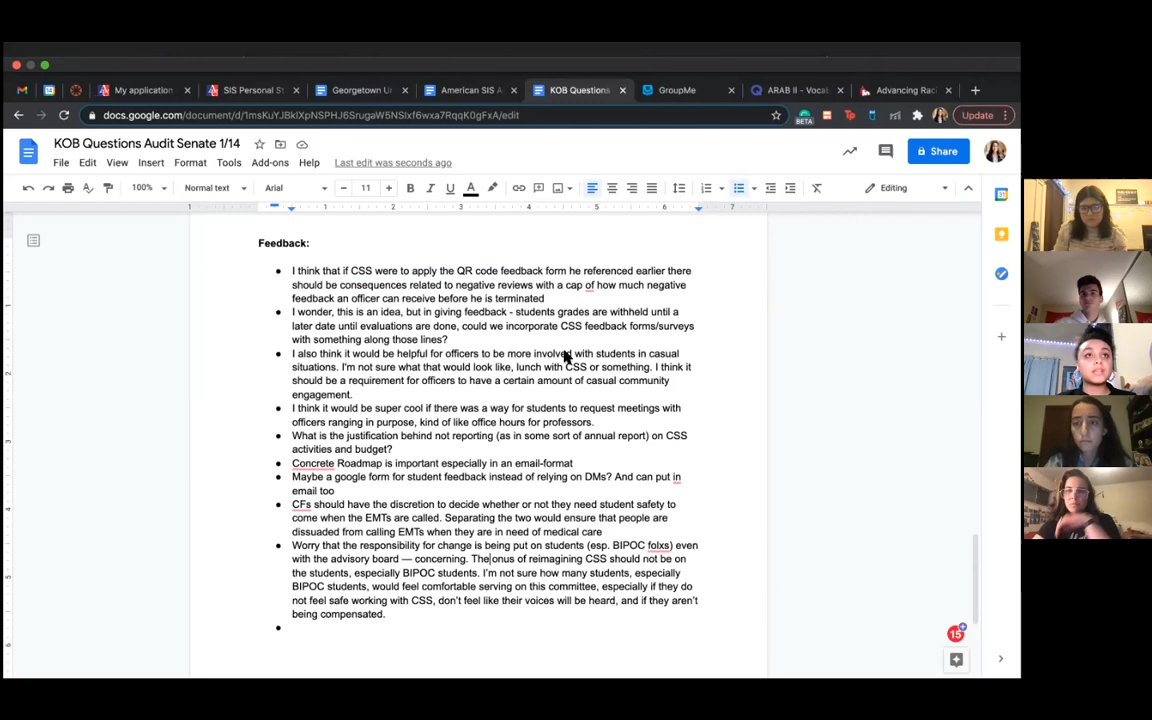 My application
SIS Personal St
Georgetown Un
American SIS A
KOB Questions
GroupMe
ARAB II - Vocab
Advancing Raci
docs.google.com/document/d/1msKuYJBklXpNSPHJ6SrugaW5NSlxf6wxa7RqqK0gFxA/edit
BETA
Update
KOB Questions Audit Senate 1/14
File Edit View Insert Format Tools Add-ons Help Last edit was seconds ago
Share
100% Normal text Arial 11 B I U A Editing
1 1 2 3 4 5 6 7
Feedback:
I think that if CSS were to apply the QR code feedback form he referenced earlier there
should be consequences related to negative reviews with a cap of how much negative
feedback an officer can receive before he is terminated
I wonder, this is an idea, but in giving feedback - students grades are withheld until a
later date until evaluations are done, could we incorporate CSS feedback forms/surveys
with something along those lines?
I also think it would be helpful for officers to be more involved with students in casual
situations. I'm not sure what that would look like, lunch with CSS or something. I think it
should be a requirement for officers to have a certain amount of casual community
engagement.
I think it would be super cool if there was a way for students to request meetings with
officers ranging in purpose, kind of like office hours for professors.
What is the justification behind not reporting (as in some sort of annual report) on CSS
activities and budget?
Concrete Roadmap is important especially in an email-format
Maybe a google form for student feedback instead of relying on DMs? And can put in
email too
CFs should have the discretion to decide whether or not they need student safety to
come when the EMTs are called. Separating the two would ensure that people are
dissuaded from calling EMTs when they are in need of medical care
Worry that the responsibility for change is being put on students (esp. BIPOC folxs) even
with the advisory board — concerning. The onus of reimagining CSS should not be on
the students, especially BIPOC students. I'm not sure how many students, especially
BIPOC students, would feel comfortable serving on this committee, especially if they do
not feel safe working with CSS, don't feel like their voices will be heard, and if they aren't
being compensated.
15